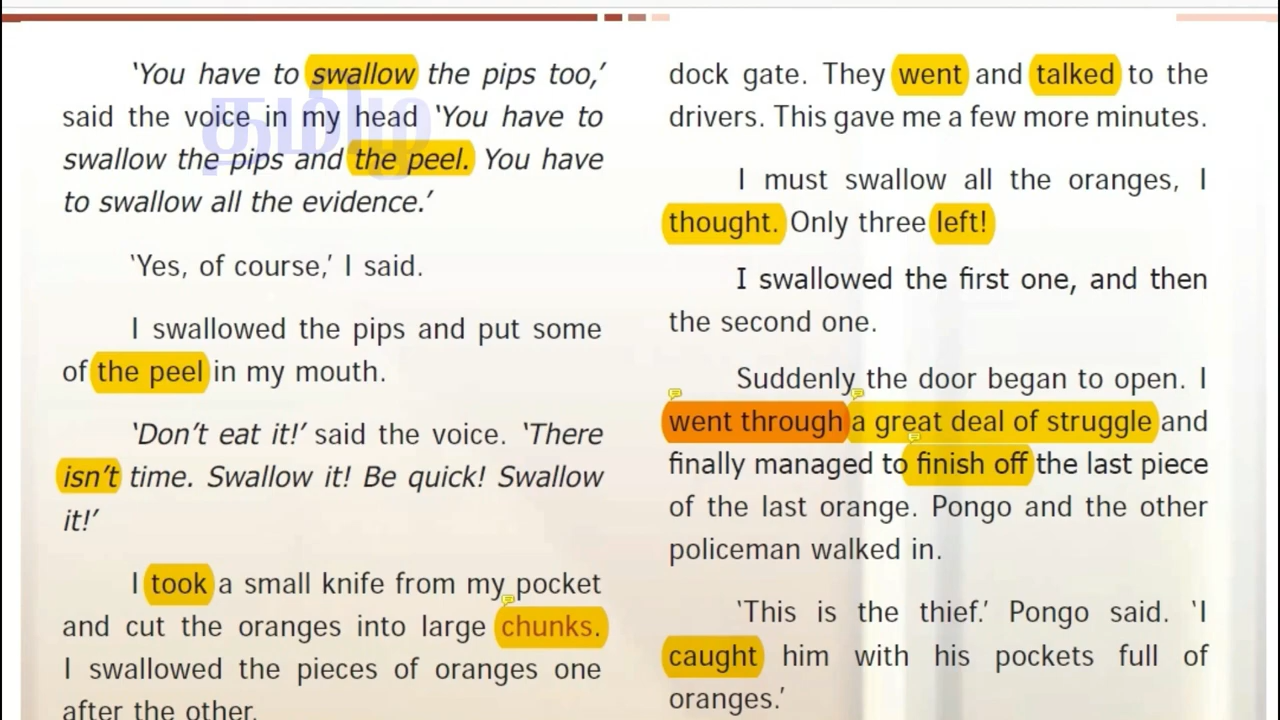 ‘You have to swallow the pips too,’
said the voice in my head ‘You have to
swallow the pips and the peel. You have
to swallow all the evidence.’
‘Yes, of course,’ I said.
I swallowed the pips and put some
of the peel in my mouth.
‘Don’t eat it!’ said the voice. ‘There
isn’t time. Swallow it! Be quick! Swallow
it!’
I took a small knife from my pocket
and cut the oranges into large chunks.
I swallowed the pieces of oranges one
after the other.
dock gate. They went and talked to the
drivers. This gave me a few more minutes.
I must swallow all the oranges, I
thought. Only three left!
I swallowed the first one, and then
the second one.
Suddenly the door began to open. I
went through a great deal of struggle and
finally managed to finish off the last piece
of the last orange. Pongo and the other
policeman walked in.
‘This is the thief.’ Pongo said. ‘I
caught him with his pockets full of
oranges.’
தமிழ்